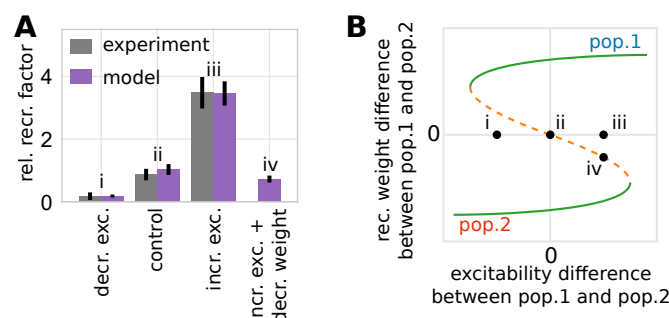 A
experiment
model
rel. recr. factor
4
2
0
i
ii
iii
iv
decr. exc.
control
incr. exc.
ncr. exc. +
decr. weight
B
rec. weight difference
between pop.1 and pop.2
0
pop.1
i
ii
iii
iv
pop.2
0
excitability difference
between pop.1 and pop.2